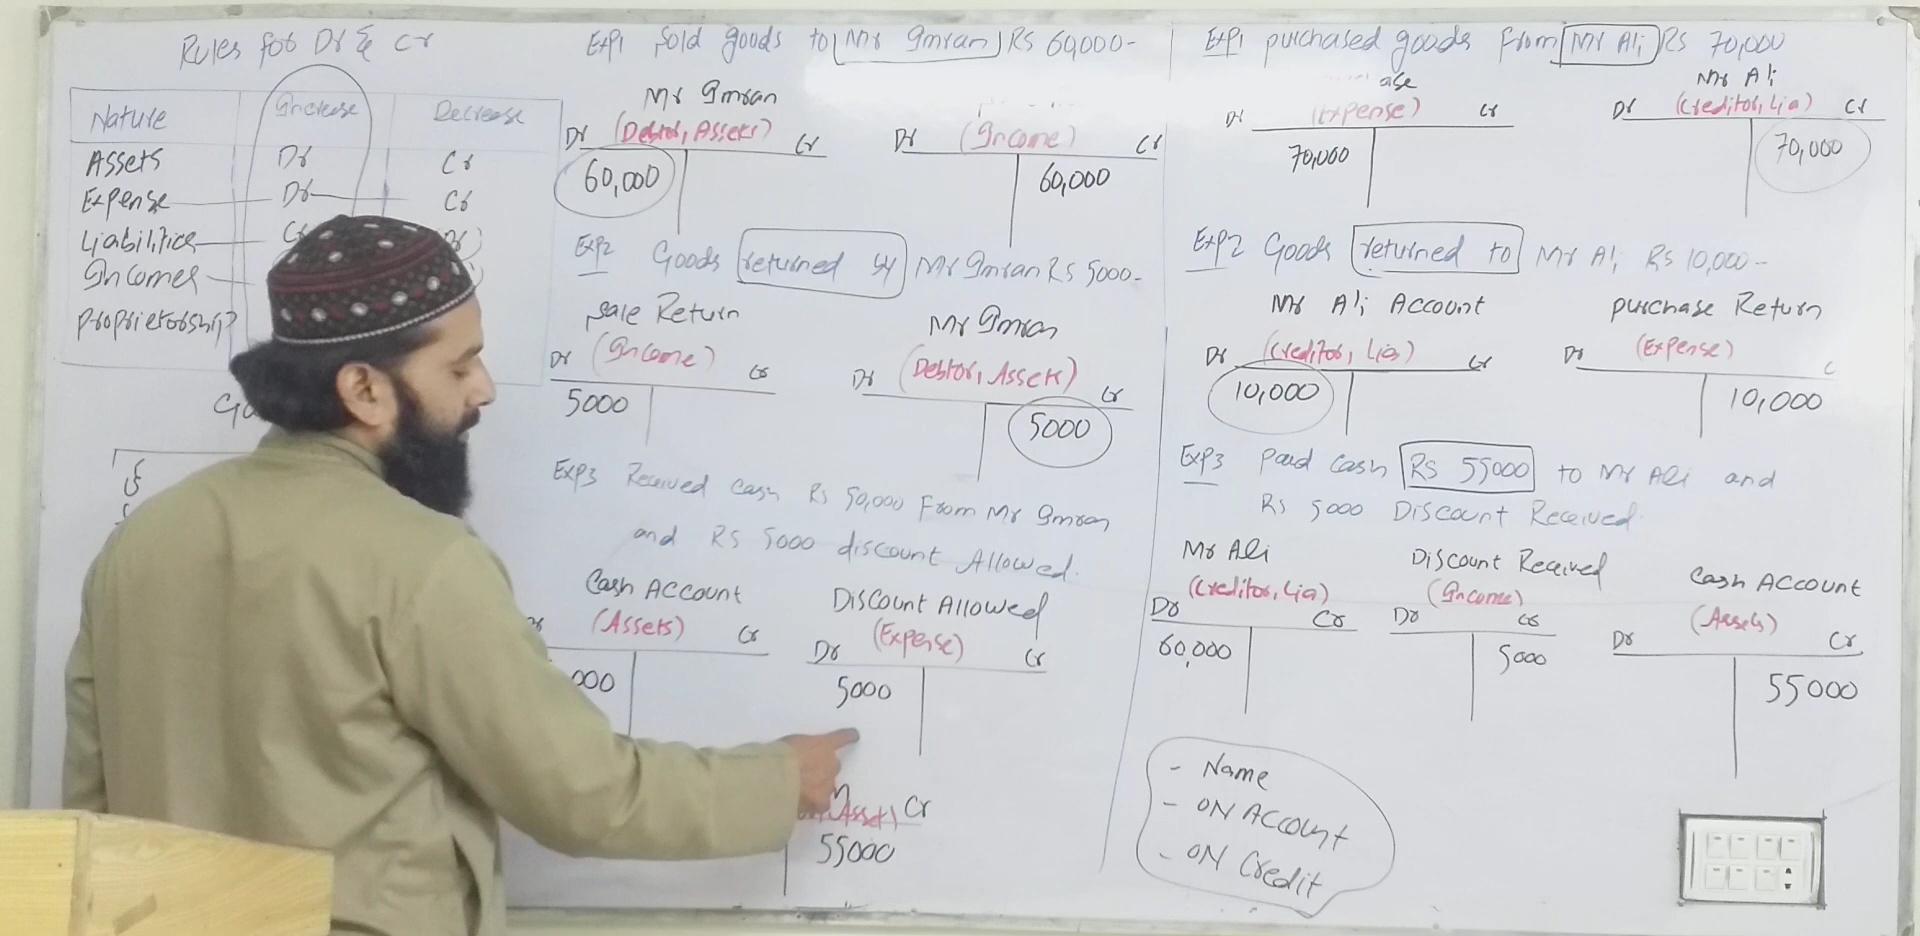 Rules for Dr & Cr
Nature Increase Decrease
Assets Dr Cr
Expense Dr Cr
Liabilities
Incomes
Proprietorship
Exp1 Sold goods to Mr Imran Rs 60,000-
Mr Imran
Dr (Debtor, Assets) Cr
60,000
Dr (Income) Cr
60,000
Exp2 Goods returned by Mr Imran Rs 5000-
Sale Return
Dr (Income) Cr
5000
Mr Imran
Dr (Debtor, Assets) Cr
5000
Exp3 Received cash Rs 50,000 From Mr Imran
and Rs 5000 discount Allowed.
Cash Account
(Assets) Cr
000
Discount Allowed
Dr (Expense) Cr
5000
Asset) Cr
55000
Exp1 purchased goods from Mr Ali Rs 70,000
ase
Dr (Expense) Cr
70,000
Mr Ali
Dr (Creditor, Lia) Cr
70,000
Exp2 Goods returned to Mr Ali Rs 10,000-
Mr Ali Account
Dr (Creditor, Lia) Cr
10,000
Purchase Return
Dr (Expense) C
10,000
Exp3 Paid cash Rs 55000 to Mr Ali and
Rs 5000 Discount Received.
Mr Ali
(Creditor, Lia)
Dr Cr
60,000
Discount Received
(Income)
Dr Cr
5000
Cash Account
(Assets)
Dr Cr
55000
- Name
- ON Account
- ON Credit